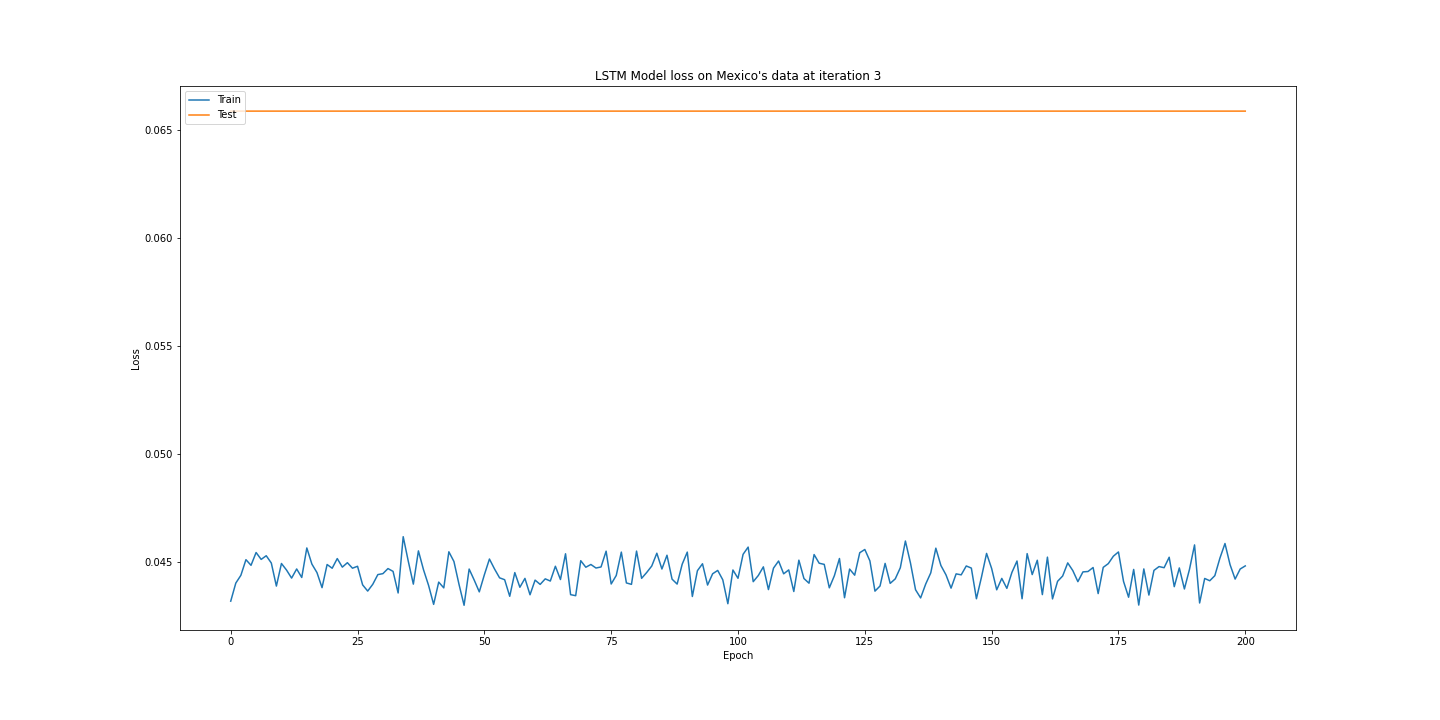 LSTM Model loss on Mexico's data at iteration 3
Train
Test
0.065
0.060
0.055
0.050
0.045
Loss
0 25 50 75 100 125 150 175 200
Epoch